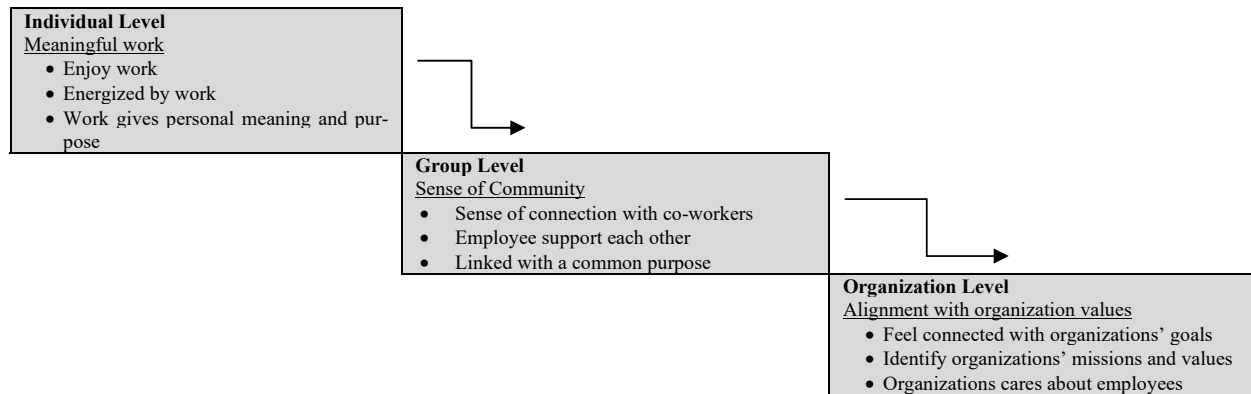 Individual Level
Meaningful work
• Enjoy work
• Energized by work
• Work gives personal meaning and pur-
pose
Group Level
Sense of Community
• Sense of connection with co-workers
• Employee support each other
• Linked with a common purpose
Organization Level
Alignment with organization values
• Feel connected with organizations’ goals
• Identify organizations’ missions and values
• Organizations cares about employees